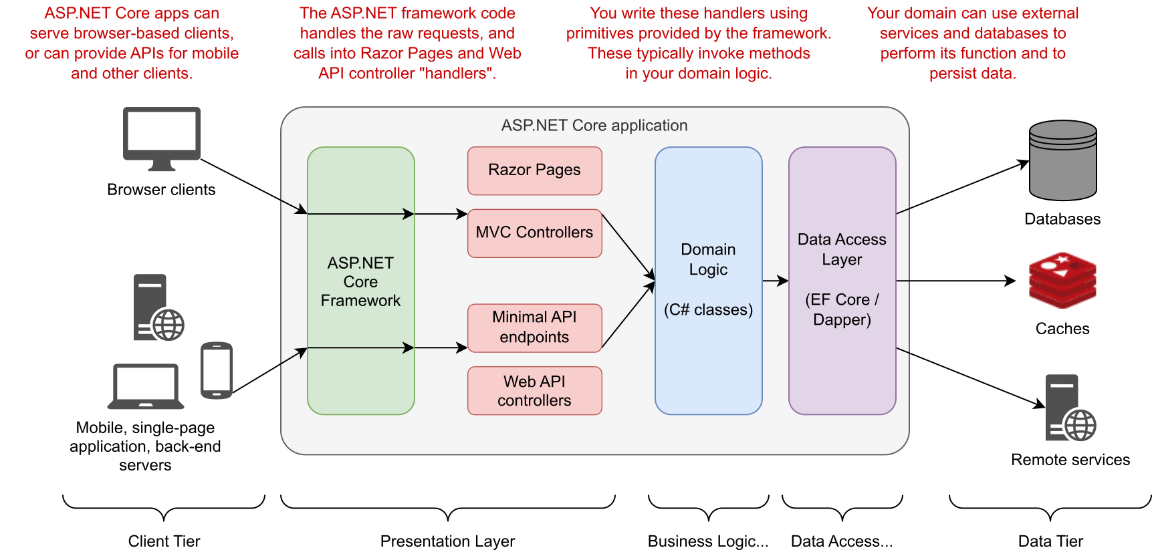 ASP.NET Core apps can
serve browser-based clients,
or can provide APIs for mobile
and other clients.
The ASP.NET framework code
handles the raw requests, and
calls into Razor Pages and Web
API controller "handlers".
You write these handlers using
primitives provided by the framework.
These typically invoke methods
in your domain logic.
Your domain can use external
services and databases to
perform its function and to
persist data.
ASP.NET Core application
Browser clients
Mobile, single-page
application, back-end
servers
ASP.NET
Core
Framework
Razor Pages
MVC Controllers
Minimal API
endpoints
Web API
controllers
Domain
Logic
(C# classes)
Data Access
Layer
(EF Core /
Dapper)
Databases
Caches
Remote services
Client Tier
Presentation Layer
Business Logic...
Data Access...
Data Tier